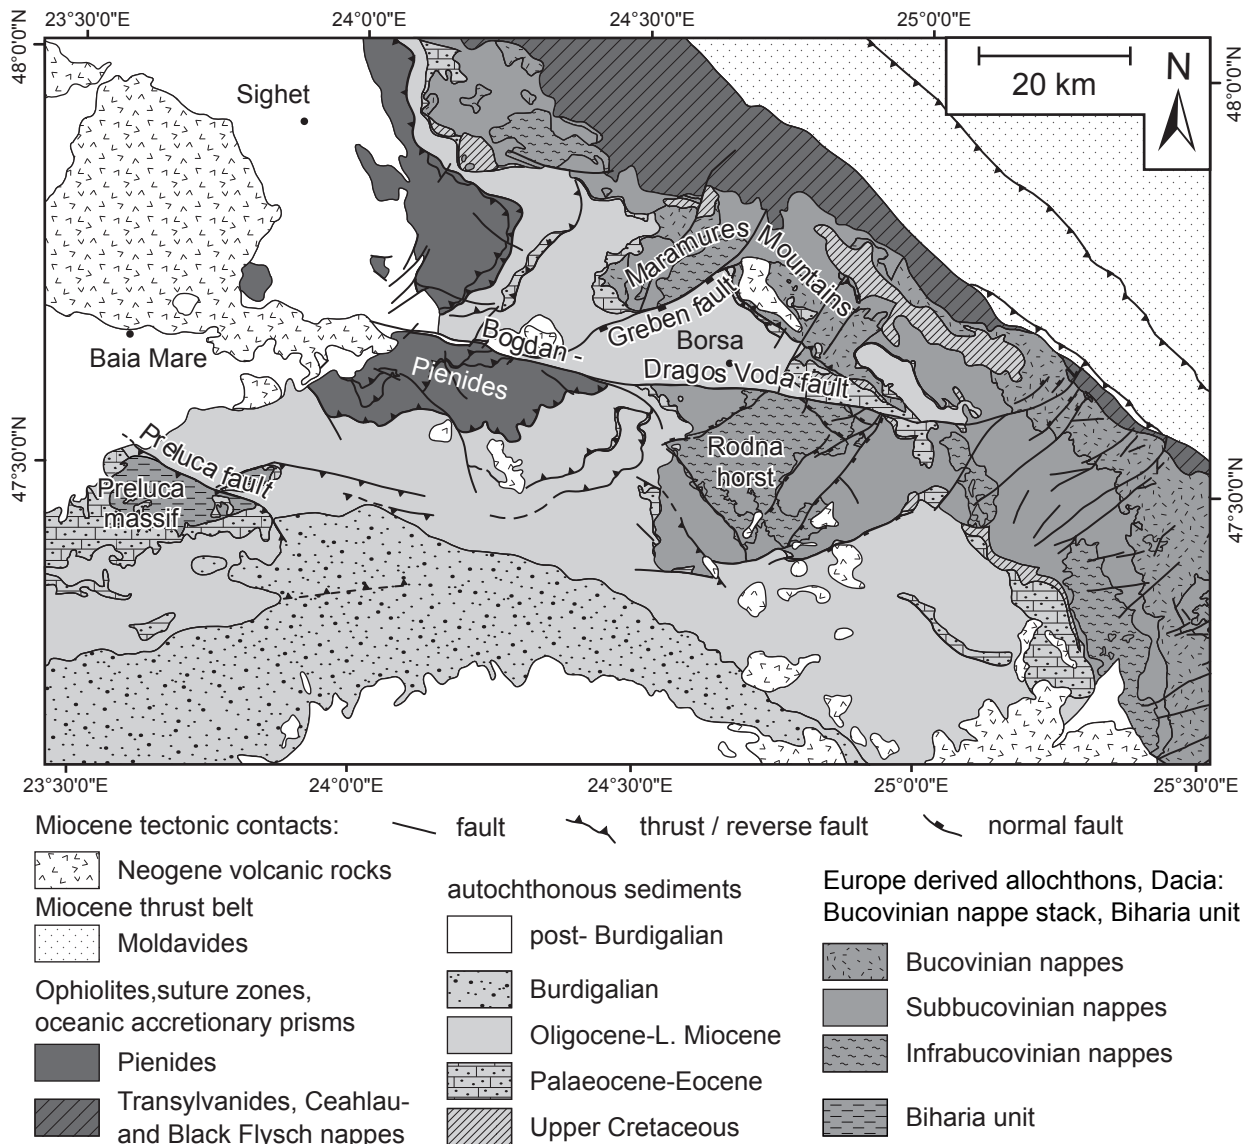 23°30'0"E 24°0'0"E 24°30'0"E 25°0'0"E
48°0'0"N
48°0'0"N
20 km
N
Sighet
Maramures Mountains
Greben fault
Bogdan -
Dragos Voda fault
Borsa
Baia Mare
Pienides
Preluca fault
Rodna
horst
Preluca
massif
47°30'0"N
47°30'0"N
23°30'0"E 24°0'0"E 24°30'0"E 25°0'0"E 25°30'0"E
Miocene tectonic contacts: fault thrust / reverse fault normal fault
Neogene volcanic rocks
Miocene thrust belt
Moldavides
Ophiolites,suture zones,
oceanic accretionary prisms
Pienides
Transylvanides, Ceahlau-
and Black Flysch nappes
autochthonous sediments
post- Burdigalian
Burdigalian
Oligocene-L. Miocene
Palaeocene-Eocene
Upper Cretaceous
Europe derived allochthons, Dacia:
Bucovinian nappe stack, Biharia unit
Bucovinian nappes
Subbucovinian nappes
Infrabucovinian nappes
Biharia unit